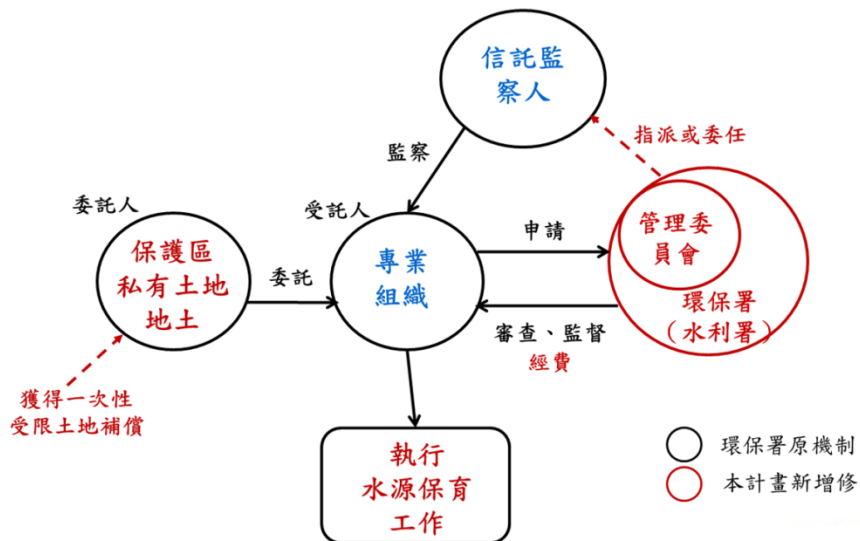 信託監
察人
指派或委任
監察
委託人
受託人
保護區
私有土地
地土
委託
專業
組織
申請
管理委
員會
環保署
（水利署）
審查、監督
經費
獲得一次性
受限土地補償
執行
水源保育
工作
環保署原機制
本計畫新增修